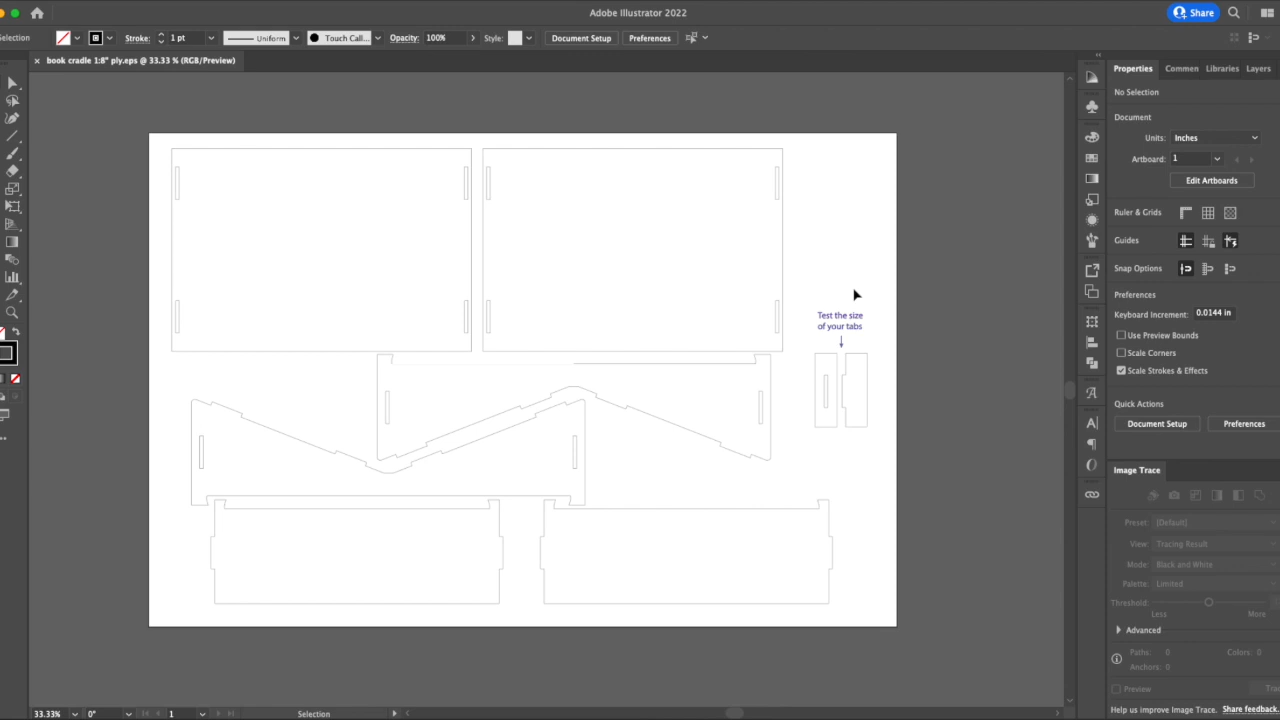 Adobe Illustrator 2022
Share
Selection
Stroke:
1 pt
Uniform
Touch Call...
Opacity:
100%
Style:
Document Setup
Preferences
book cradle 1:8" ply.eps @ 33.33 % (RGB/Preview)
Properties
Common
Libraries
Layers
No Selection
Document
Units:
Inches
Artboard:
1
Edit Artboards
Ruler & Grids
Guides
Snap Options
Preferences
Keyboard Increment:
0.0144 in
Use Preview Bounds
Scale Corners
Scale Strokes & Effects
Quick Actions
Document Setup
Preferences
Test the size
of your tabs
Image Trace
Preset:
[Default]
View:
Tracing Result
Mode:
Black and White
Palette:
Limited
Threshold:
Less
More
Advanced
Paths:
0
Colors:
0
Anchors:
0
Preview
Help us improve Image Trace.
Share feedback.
33.33%
0°
1
Selection